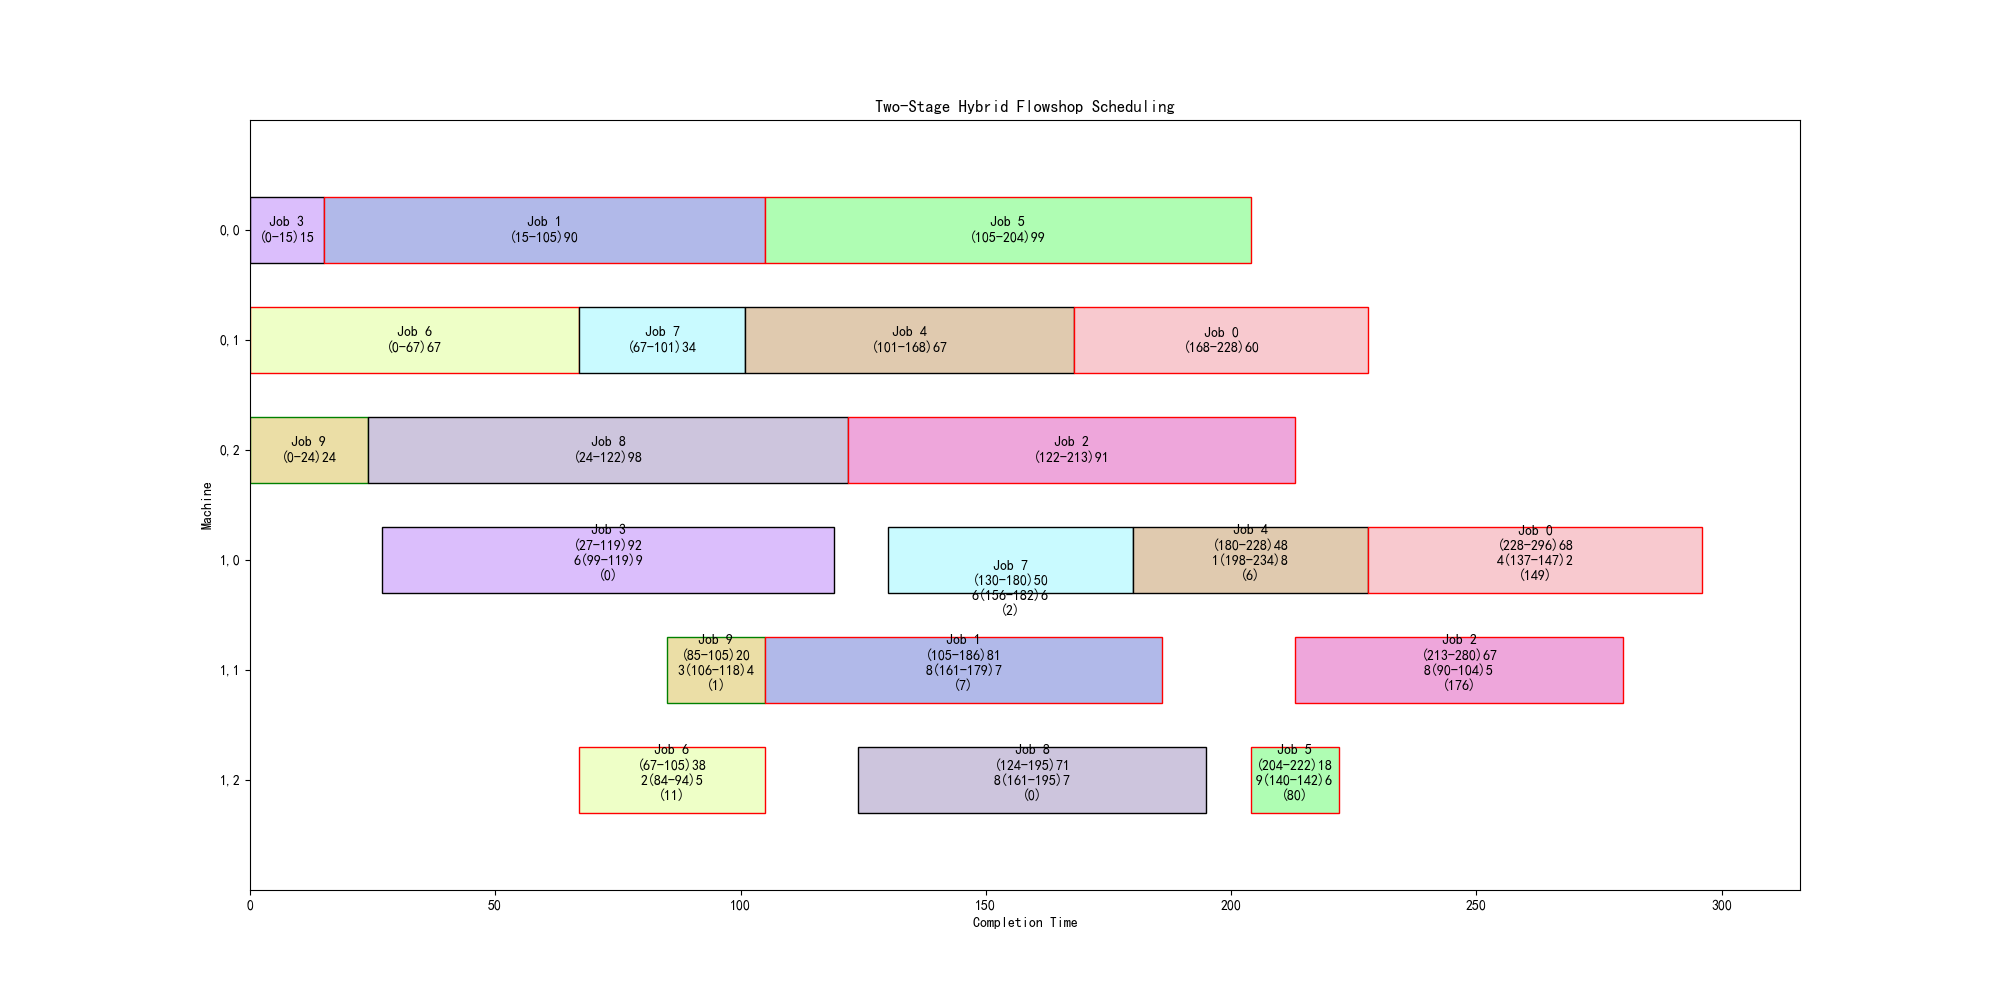 Two-Stage Hybrid Flowshop Scheduling
Machine
0,0
Job 3
(0-15)15
Job 1
(15-105)90
Job 5
(105-204)99
0,1
Job 6
(0-67)67
Job 7
(67-101)34
Job 4
(101-168)67
Job 0
(168-228)60
0,2
Job 9
(0-24)24
Job 8
(24-122)98
Job 2
(122-213)91
1,0
Job 3
(27-119)92
6(99-119)9
(0)
Job 7
(130-180)50
6(156-182)6
(2)
Job 4
(180-228)48
1(198-234)8
(6)
Job 0
(228-296)68
4(137-147)2
(149)
1,1
Job 9
(85-105)20
3(106-118)4
(1)
Job 1
(105-186)81
8(161-179)7
(7)
Job 2
(213-280)67
8(90-104)5
(176)
1,2
Job 6
(67-105)38
2(84-94)5
(11)
Job 8
(124-195)71
8(161-195)7
(0)
Job 5
(204-222)18
9(140-142)6
(80)
0
50
100
150
200
250
300
Completion Time